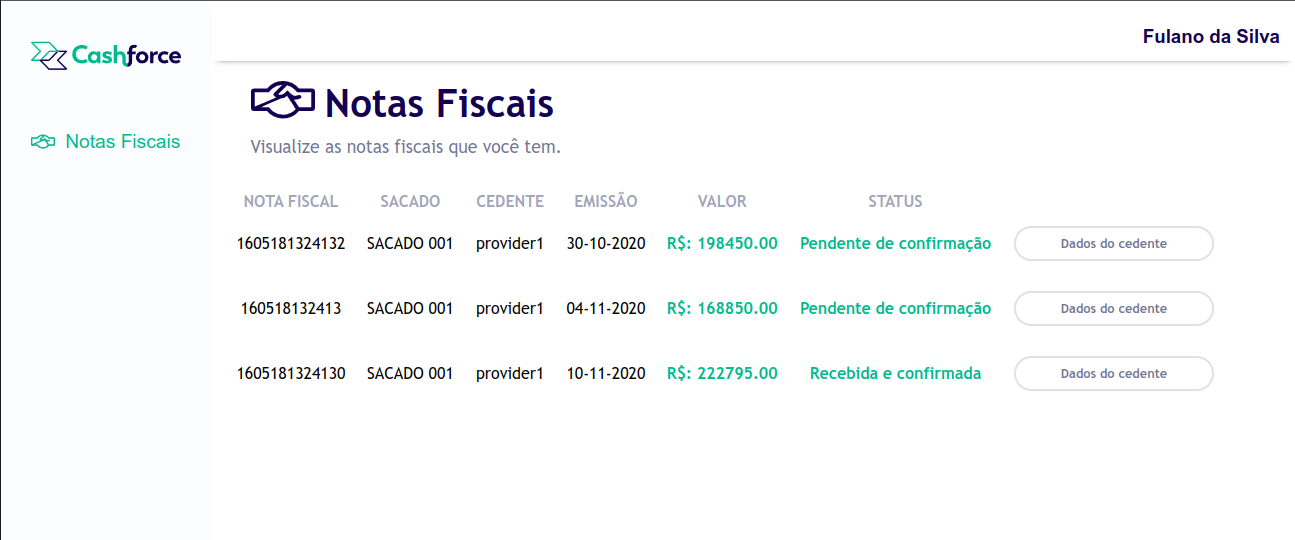 Cashforce
Fulano da Silva
Notas Fiscais
Notas Fiscais
Visualize as notas fiscais que você tem.
NOTA FISCAL SACADO CEDENTE EMISSÃO VALOR STATUS
1605181324132 SACADO 001 provider1 30-10-2020 R$: 198450.00 Pendente de confirmação Dados do cedente
160518132413 SACADO 001 provider1 04-11-2020 R$: 168850.00 Pendente de confirmação Dados do cedente
1605181324130 SACADO 001 provider1 10-11-2020 R$: 222795.00 Recebida e confirmada Dados do cedente